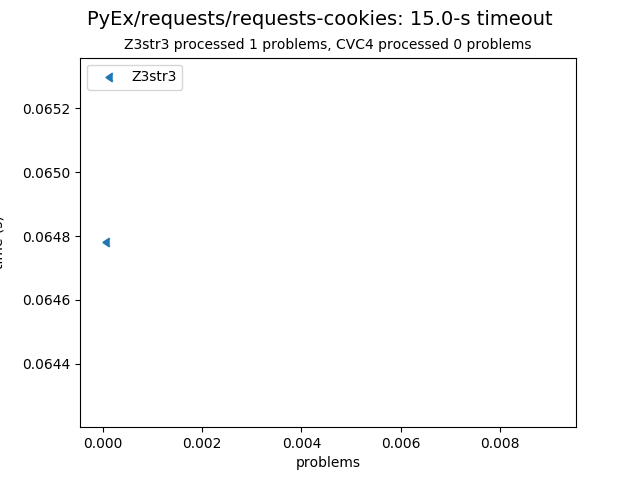 PyEx/requests/requests-cookies: 15.0-s timeout
Z3str3 processed 1 problems, CVC4 processed 0 problems
Z3str3
0.0652
0.0650
0.0648
0.0646
0.0644
0.000 0.002 0.004 0.006 0.008
problems